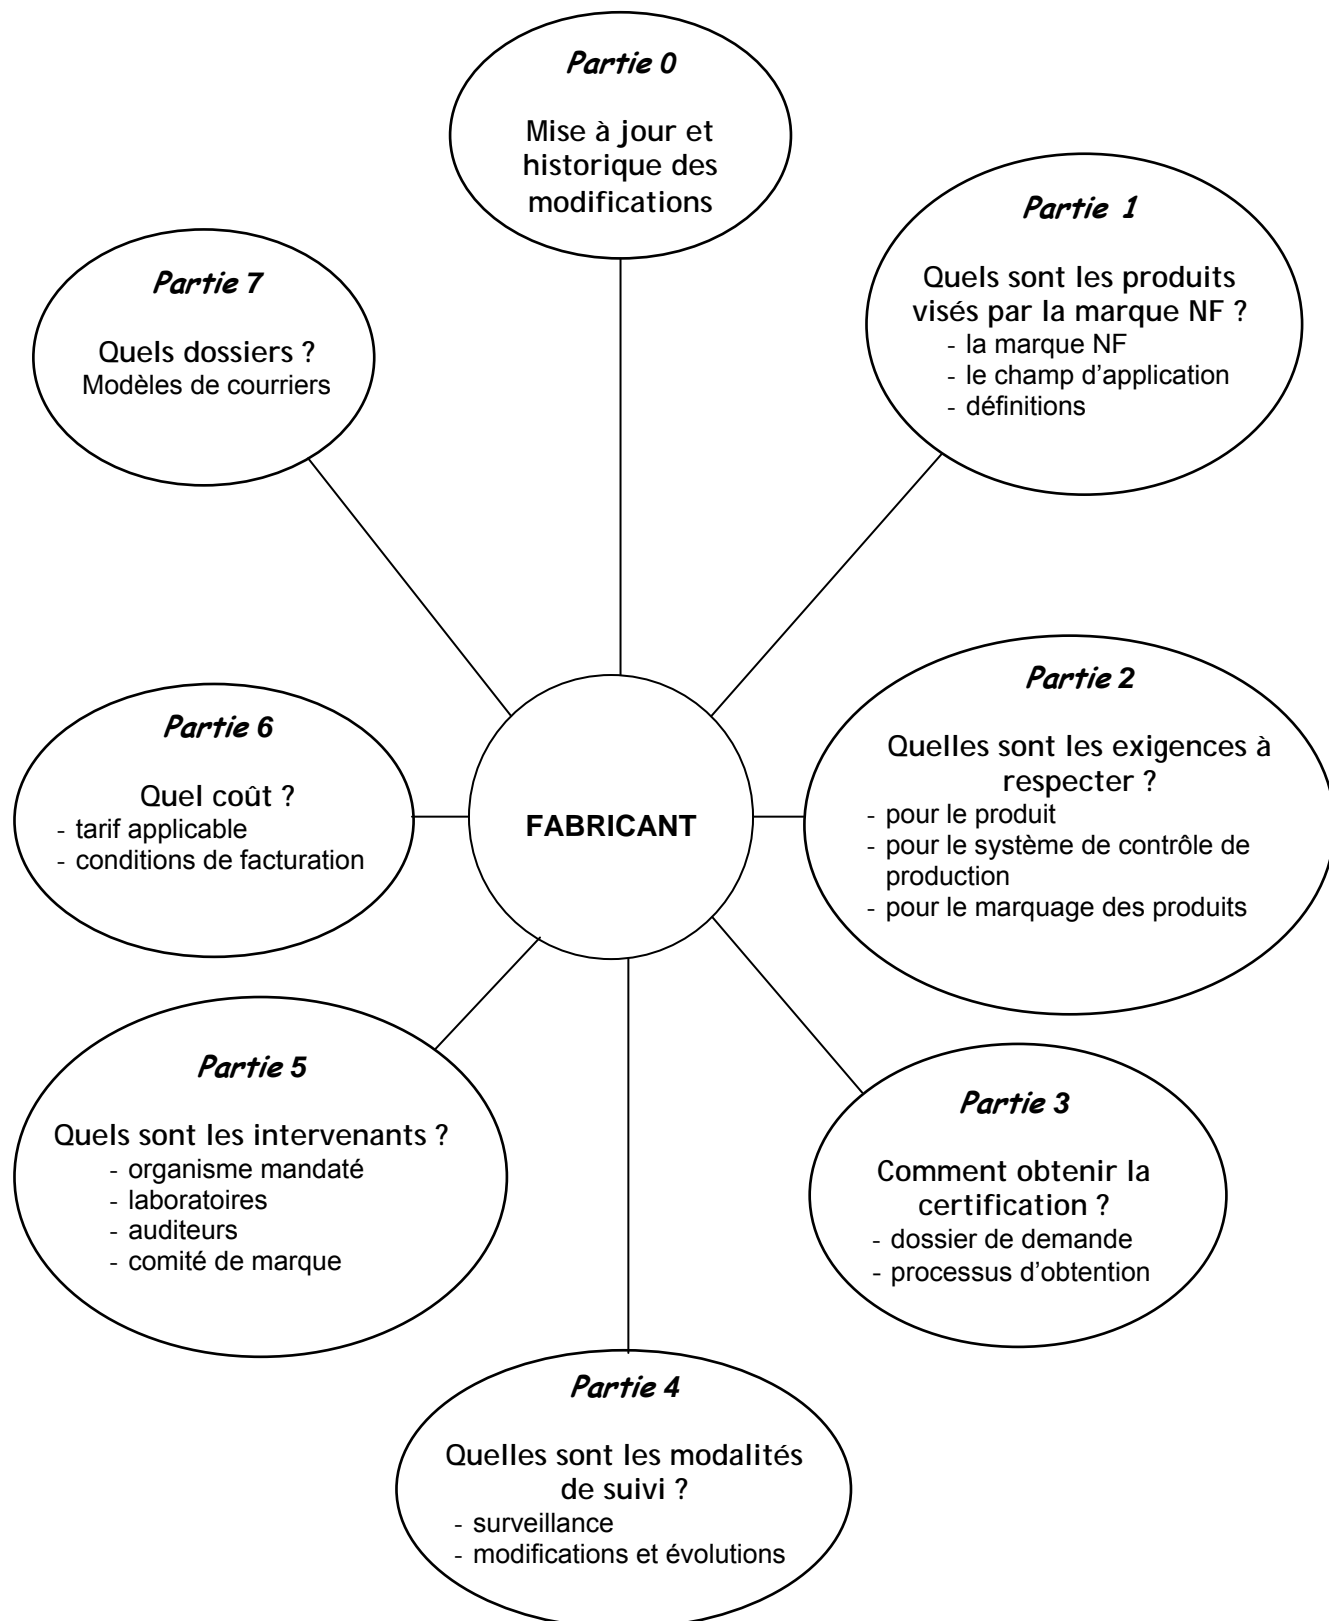 Partie 0
Mise à jour et
historique des
modifications
Partie 1
Quels sont les produits
visés par la marque NF ?
- la marque NF
- le champ d’application
- définitions
Partie 2
Quelles sont les exigences à
respecter ?
- pour le produit
- pour le système de contrôle de
production
- pour le marquage des produits
Partie 3
Comment obtenir la
certification ?
- dossier de demande
- processus d’obtention
Partie 4
Quelles sont les modalités
de suivi ?
- surveillance
- modifications et évolutions
Partie 5
Quels sont les intervenants ?
- organisme mandaté
- laboratoires
- auditeurs
- comité de marque
Partie 6
Quel coût ?
- tarif applicable
- conditions de facturation
Partie 7
Quels dossiers ?
Modèles de courriers
FABRICANT